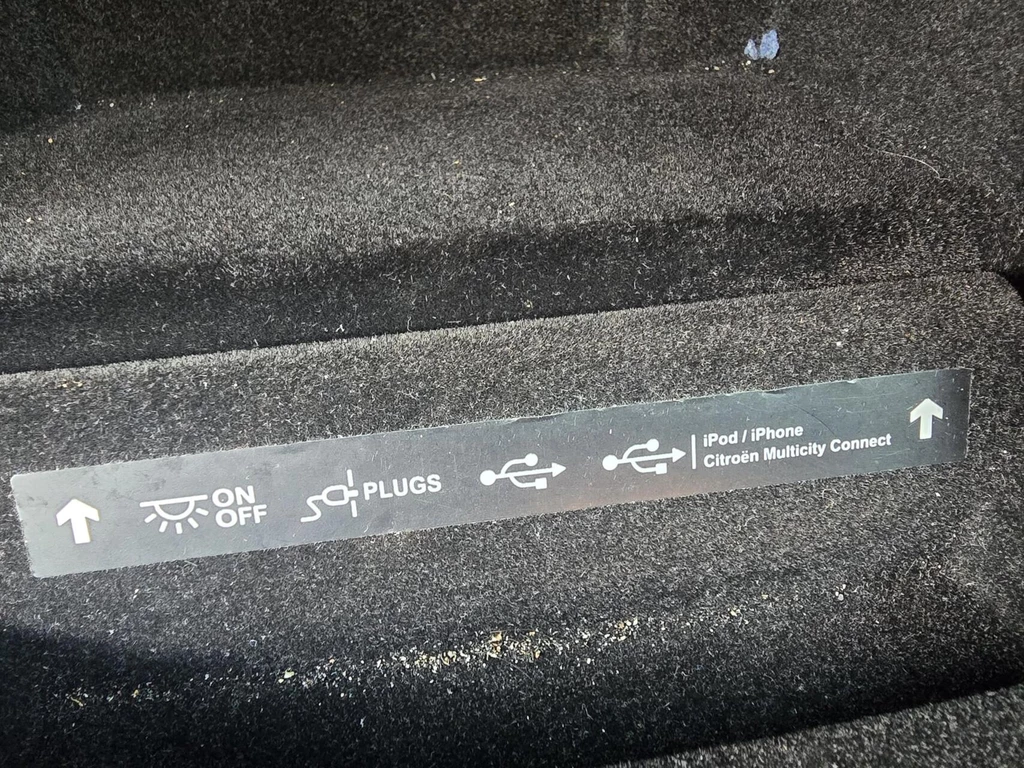 ON
OFF
PLUGS
iPod / iPhone
Citroën Multicity Connect